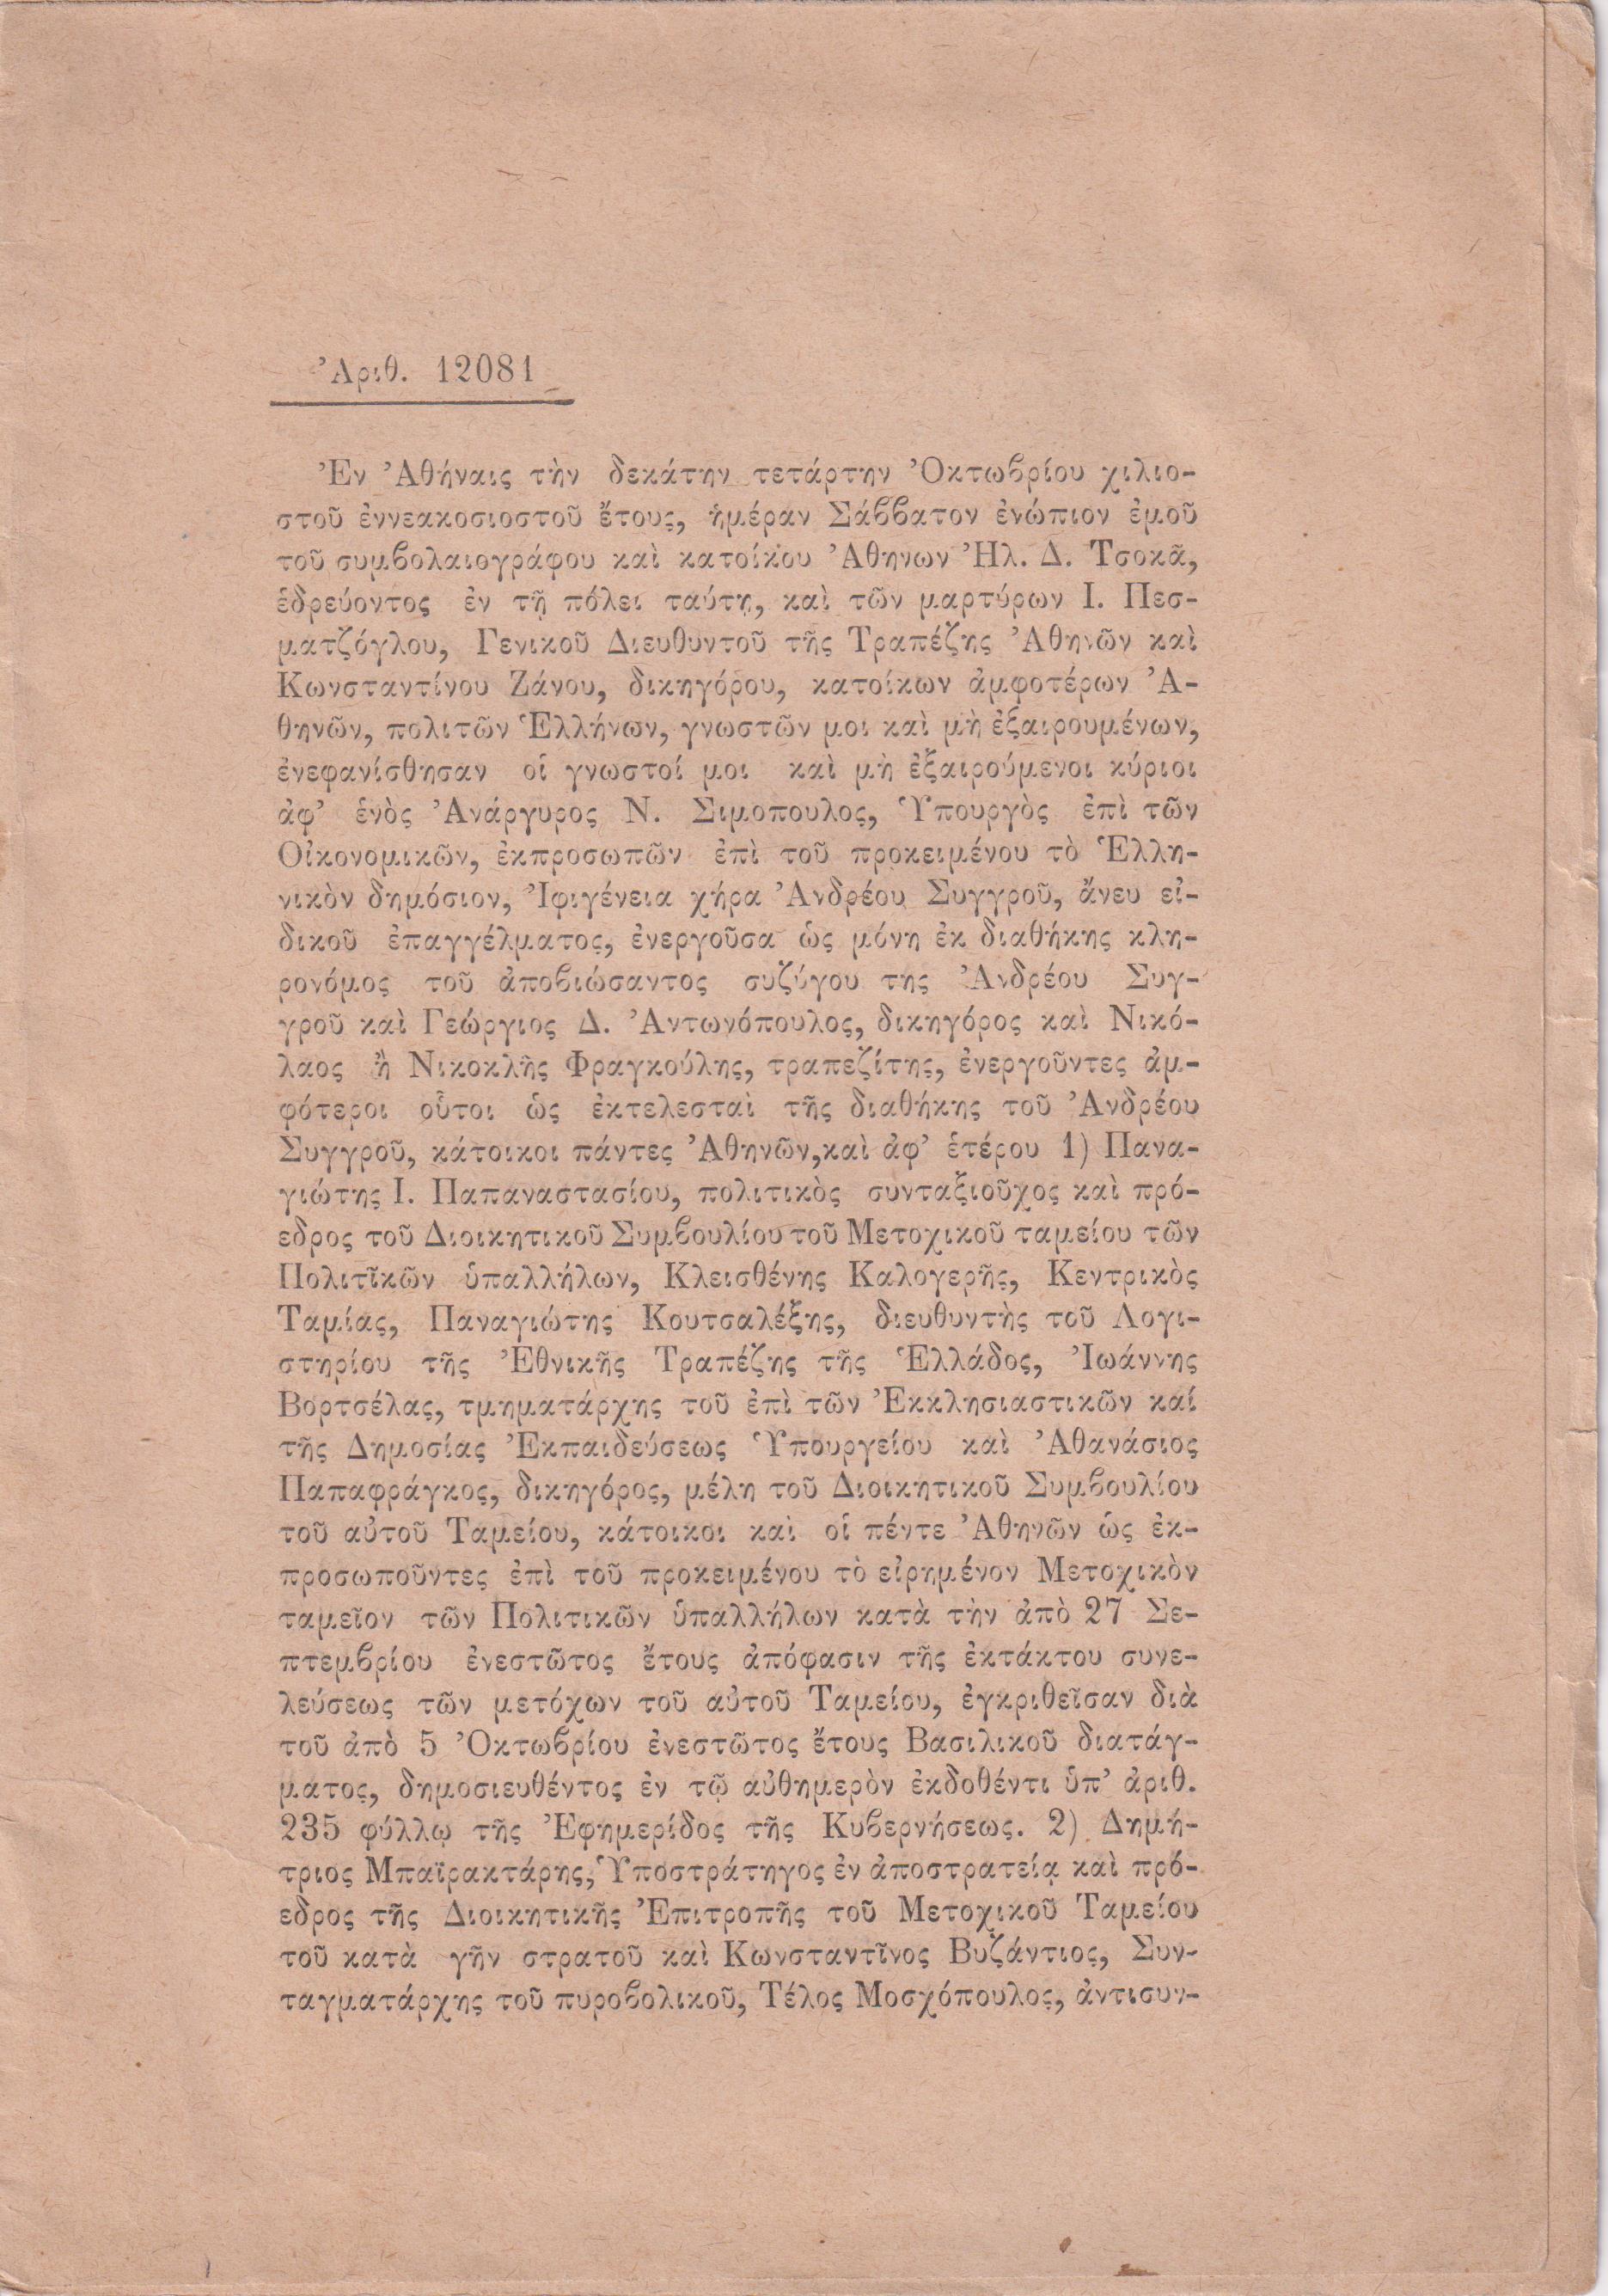 Ἀριθ. 12081
Ἐν Ἀθήναις τὴν δεκάτην τετάρτην Ὀκτωβρίου χιλιο-
στοῦ ἐννεακοσιοστοῦ ἔτους, ἡμέραν Σάββατον ἐνώπιον ἐμοῦ
τοῦ συμβολαιογράφου καὶ κατοίκου Ἀθηνων Ἠλ. Δ. Τσοκᾶ,
ἑδρεύοντος ἐν τῇ πόλει ταύτῃ, καὶ τῶν μαρτύρων Ι. Πεσ-
ματζόγλου, Γενικοῦ Διευθυντοῦ τῆς Τραπέζης Ἀθηνῶν καὶ
Κωνσταντίνου Ζάνου, δικηγόρου, κατοίκων ἀμφοτέρων Ἀ-
θηνῶν, πολιτῶν Ἑλλήνων, γνωστῶν μοι καὶ μὴ ἐξαιρουμένων,
ἐνεφανίσθησαν οἱ γνωστοί μοι καὶ μὴ ἐξαιρούμενοι κύριοι
ἀφ’ ἑνὸς Ἀνάργυρος Ν. Σιμοπουλος, Ὑπουργὸς ἐπὶ τῶν
Οἰκονομικῶν, ἐκπροσωπῶν ἐπὶ τοῦ προκειμένου τὸ Ἑλλη-
νικὸν δημόσιον, Ἰφιγένεια χήρα Ἀνδρέου Συγγροῦ, ἄνευ εἰ-
δικοῦ ἐπαγγέλματος, ἐνεργοῦσα ὡς μόνη ἐκ διαθήκης κλη-
ρονόμος τοῦ ἀποβιώσαντος συζύγου της Ἀνδρέου Συγ-
γροῦ καὶ Γεώργιος Δ. Ἀντωνόπουλος, δικηγόρος καὶ Νικό-
λαος ἢ Νικοκλῆς Φραγκούλης, τραπεζίτης, ἐνεργοῦντες ἀμ-
φότεροι οὗτοι ὡς ἐκτελεσταὶ τῆς διαθήκης τοῦ Ἀνδρέου
Συγγροῦ, κάτοικοι πάντες Ἀθηνῶν,καὶ ἀφ’ ἑτέρου 1) Πανα-
γιώτης Ι. Παπαναστασίου, πολιτικὸς συνταξιοῦχος καὶ πρό-
εδρος τοῦ Διοικητικοῦ Συμβουλίου τοῦ Μετοχικοῦ ταμείου τῶν
Πολιτῖκῶν ὑπαλλήλων, Κλεισθένης Καλογερῆς, Κεντρικὸς
Ταμίας, Παναγιώτης Κουτσαλέξης, διευθυντὴς τοῦ Λογι-
στηρίου τῆς Ἐθνικῆς Τραπέζης τῆς Ἑλλάδος, Ἰωάννης
Βορτσέλας, τμηματάρχης τοῦ ἐπὶ τῶν Ἐκκλησιαστικῶν καί
τῆς Δημοσίας Ἐκπαιδεύσεως Ὑπουργείου καὶ Ἀθανάσιος
Παπαφράγκος, δικηγόρος, μέλη τοῦ Διοικητικοῦ Συμβουλίου
τοῦ αὐτοῦ Ταμείου, κάτοικοι καὶ οἱ πέντε Ἀθηνῶν ὡς ἐκ-
προσωποῦντες ἐπὶ τοῦ προκειμένου τὸ εἰρημένον Μετοχικὸν
ταμεῖον τῶν Πολιτικῶν ὑπαλλήλων κατὰ τὴν ἀπὸ 27 Σε-
πτεμβρίου ἐνεστῶτος ἔτους ἀπόφασιν τῆς ἐκτάκτου συνε-
λεύσεως τῶν μετόχων τοῦ αὐτοῦ Ταμείου, ἐγκριθεῖσαν διὰ
τοῦ ἀπὸ 5 Ὀκτωβρίου ἐνεστῶτος ἔτους Βασιλικοῦ διατάγ-
ματος, δημοσιευθέντος ἐν τῷ αὐθημερὸν ἐκδοθέντι ὑπ’ ἀριθ.
235 φύλλῳ τῆς Ἐφημερίδος τῆς Κυβερνήσεως. 2) Δημή-
τριος Μπαϊρακτάρης, Ὑποστράτηγος ἐν ἀποστρατείᾳ καὶ πρό-
εδρος τῆς Διοικητικῆς Ἐπιτροπῆς τοῦ Μετοχικοῦ Ταμείου
τοῦ κατὰ γῆν στρατοῦ καὶ Κωνσταντῖνος Βυζάντιος, Συν-
ταγματάρχης τοῦ πυροβολικοῦ, Τέλος Μοσχόπουλος, ἀντισυν-